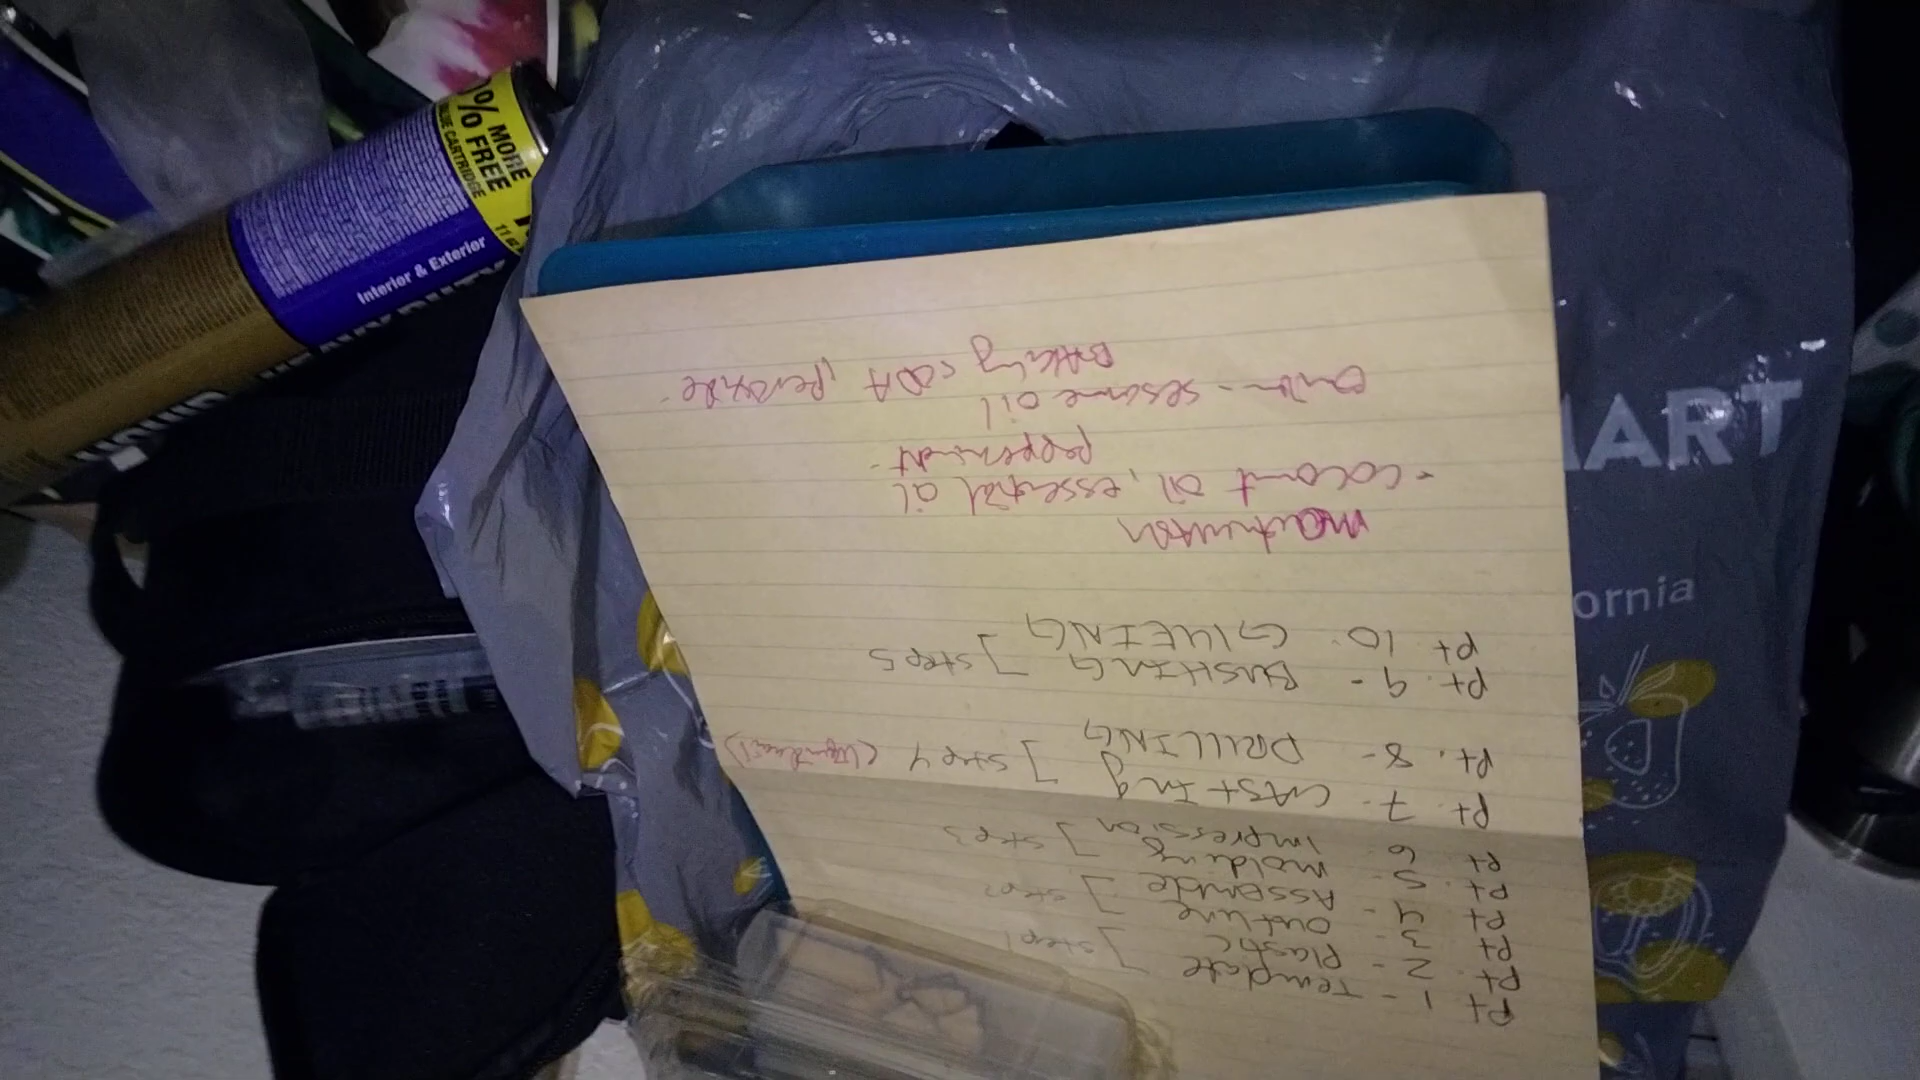 pt 1 - Template
pt 2 - Plastic ] step 1
pt 3 - Outline
pt 4 - Assemble ] step 2
pt 5 - molding
pt 6 - Impression ] step 3
pt 7 - CASTIng
pt. 8 - DRILLING ] step 4
pt. 9 - BUSHING ] step 5
pt 10 - GLUEING
- coconut oil, essential oil
peppermint.
- sesame oil
BAKING SODA, peroxide.
% MORE
% FREE
CARTRIDGE
Interior & Exterior
ART
ornia